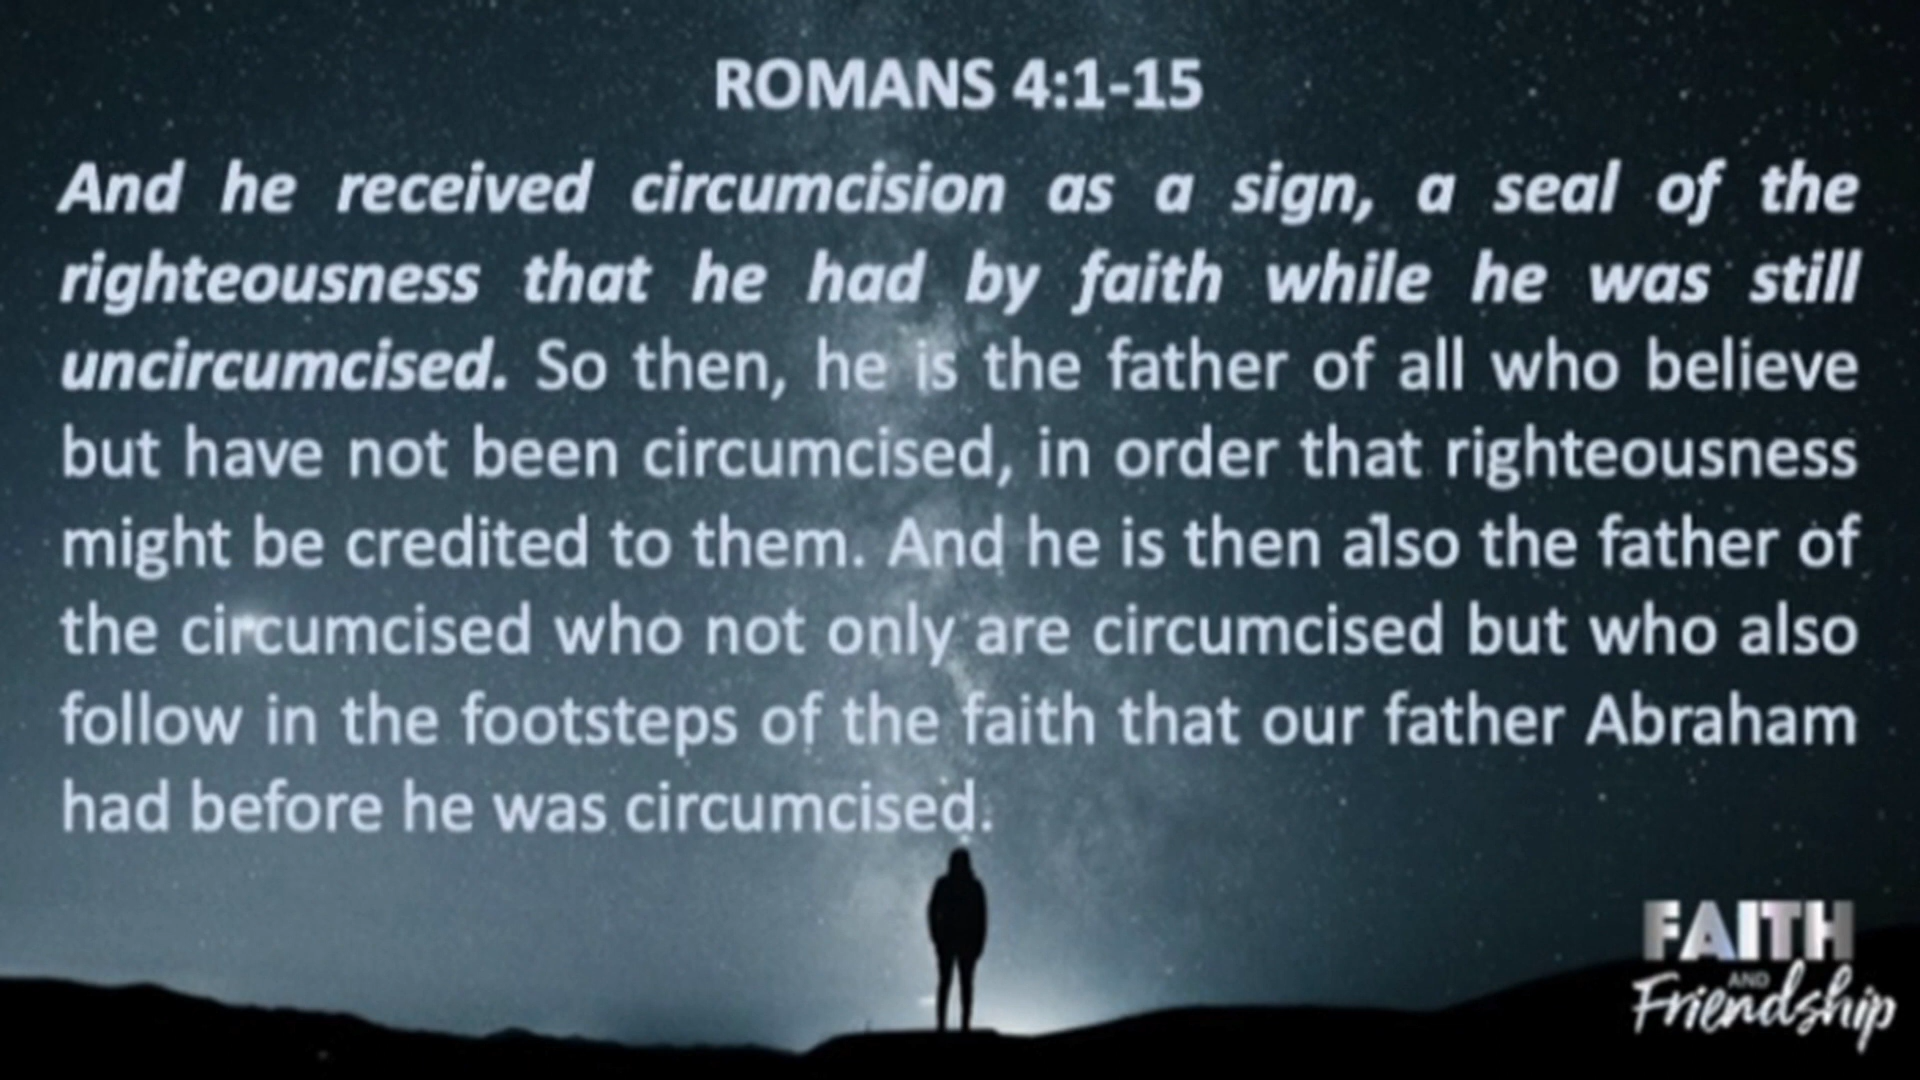 ROMANS 4:1-15
And he received circumcision as a sign, a seal of the
righteousness that he had by faith while he was still
uncircumcised. So then, he is the father of all who believe
but have not been circumcised, in order that righteousness
might be credited to them. And he is then also the father of
the circumcised who not only are circumcised but who also
follow in the footsteps of the faith that our father Abraham
had before he was circumcised.
FAITH
AND
Friendship